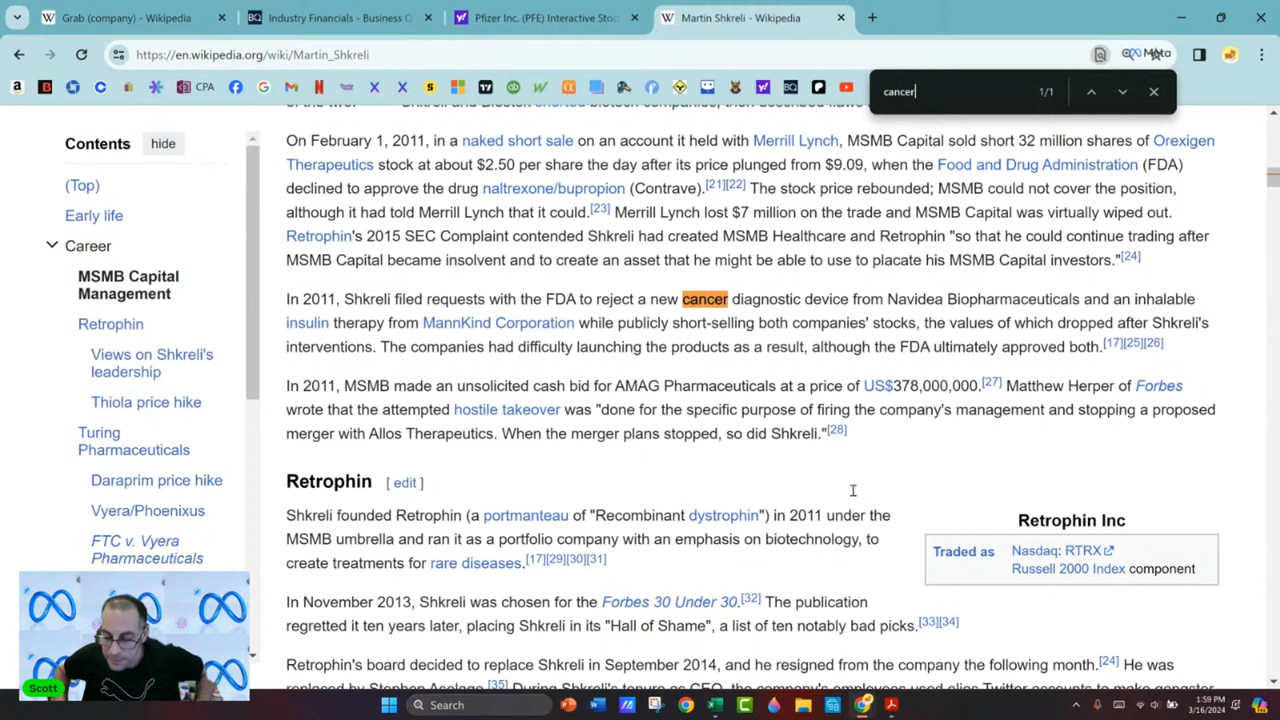 Grab (company) - Wikipedia
Industry Financials - Business Q
Pfizer Inc. (PFE) Interactive Stoc
Martin Shkreli - Wikipedia
https://en.wikipedia.org/wiki/Martin_Shkreli
Meta
CPA
cancer 1/1
Contents hide
(Top)
Early life
Career
MSMB Capital
Management
Retrophin
Views on Shkreli's
leadership
Thiola price hike
Turing
Pharmaceuticals
Daraprim price hike
Vyera/Phoenixus
FTC v. Vyera
Pharmaceuticals
On February 1, 2011, in a naked short sale on an account it held with Merrill Lynch, MSMB Capital sold short 32 million shares of Orexigen
Therapeutics stock at about $2.50 per share the day after its price plunged from $9.09, when the Food and Drug Administration (FDA)
declined to approve the drug naltrexone/bupropion (Contrave).[21][22] The stock price rebounded; MSMB could not cover the position,
although it had told Merrill Lynch that it could.[23] Merrill Lynch lost $7 million on the trade and MSMB Capital was virtually wiped out.
Retrophin's 2015 SEC Complaint contended Shkreli had created MSMB Healthcare and Retrophin "so that he could continue trading after
MSMB Capital became insolvent and to create an asset that he might be able to use to placate his MSMB Capital investors."[24]
In 2011, Shkreli filed requests with the FDA to reject a new cancer diagnostic device from Navidea Biopharmaceuticals and an inhalable
insulin therapy from MannKind Corporation while publicly short-selling both companies' stocks, the values of which dropped after Shkreli's
interventions. The companies had difficulty launching the products as a result, although the FDA ultimately approved both.[17][25][26]
In 2011, MSMB made an unsolicited cash bid for AMAG Pharmaceuticals at a price of US$378,000,000.[27] Matthew Herper of Forbes
wrote that the attempted hostile takeover was "done for the specific purpose of firing the company's management and stopping a proposed
merger with Allos Therapeutics. When the merger plans stopped, so did Shkreli."[28]
Retrophin [ edit ]
Shkreli founded Retrophin (a portmanteau of "Recombinant dystrophin") in 2011 under the
MSMB umbrella and ran it as a portfolio company with an emphasis on biotechnology, to
create treatments for rare diseases.[17][29][30][31]
Retrophin Inc
Traded as Nasdaq: RTRX
Russell 2000 Index component
In November 2013, Shkreli was chosen for the Forbes 30 Under 30.[32] The publication
regretted it ten years later, placing Shkreli in its "Hall of Shame", a list of ten notably bad picks.[33][34]
Retrophin's board decided to replace Shkreli in September 2014, and he resigned from the company the following month.[24] He was
Scott
Search
1:59 PM
3/16/2024